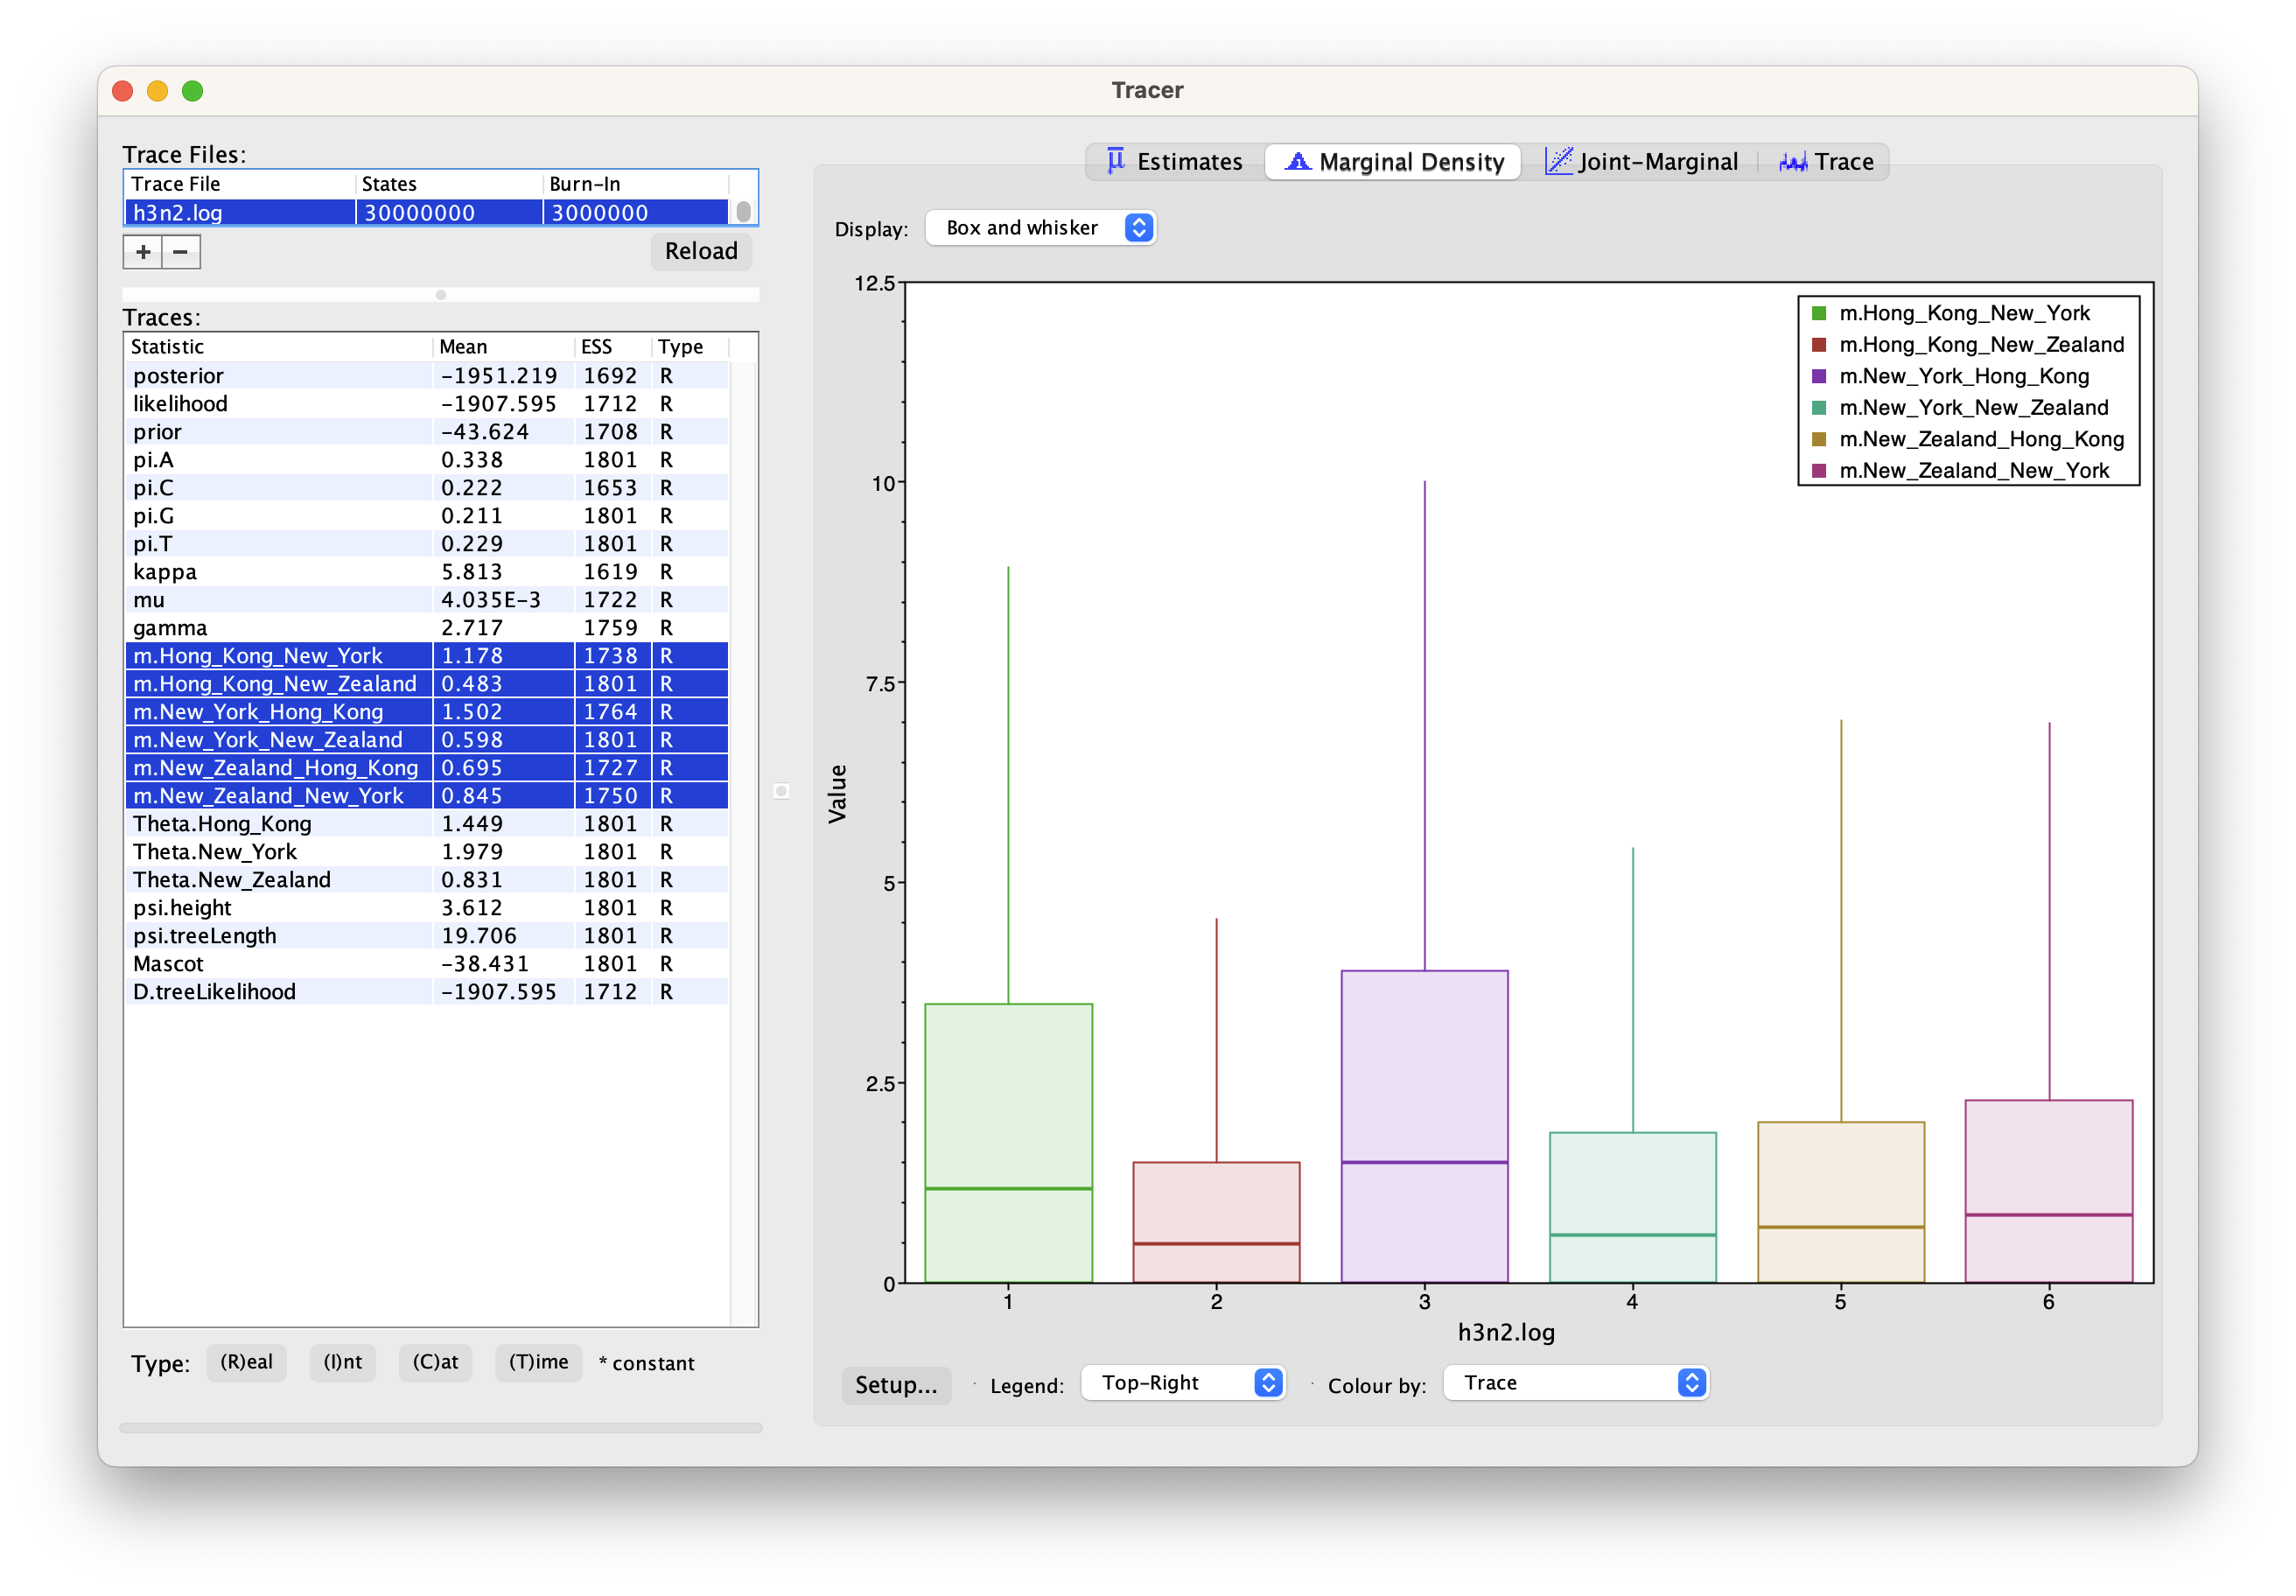 Tracer
Trace Files:
Trace File States Burn-In
h3n2.log 30000000 3000000
+ − Reload
Traces:
Statistic Mean ESS Type
posterior −1951.219 1692 R
likelihood −1907.595 1712 R
prior −43.624 1708 R
pi.A 0.338 1801 R
pi.C 0.222 1653 R
pi.G 0.211 1801 R
pi.T 0.229 1801 R
kappa 5.813 1619 R
mu 4.035E−3 1722 R
gamma 2.717 1759 R
m.Hong_Kong_New_York 1.178 1738 R
m.Hong_Kong_New_Zealand 0.483 1801 R
m.New_York_Hong_Kong 1.502 1764 R
m.New_York_New_Zealand 0.598 1801 R
m.New_Zealand_Hong_Kong 0.695 1727 R
m.New_Zealand_New_York 0.845 1750 R
Theta.Hong_Kong 1.449 1801 R
Theta.New_York 1.979 1801 R
Theta.New_Zealand 0.831 1801 R
psi.height 3.612 1801 R
psi.treeLength 19.706 1801 R
Mascot −38.431 1801 R
D.treeLikelihood −1907.595 1712 R
Type: (R)eal (I)nt (C)at (T)ime * constant
μ Estimates Marginal Density Joint-Marginal Trace
Display: Box and whisker
12.5
10
7.5
5
2.5
0
Value
m.Hong_Kong_New_York
m.Hong_Kong_New_Zealand
m.New_York_Hong_Kong
m.New_York_New_Zealand
m.New_Zealand_Hong_Kong
m.New_Zealand_New_York
1 2 3 4 5 6
h3n2.log
Setup... Legend: Top-Right Colour by: Trace